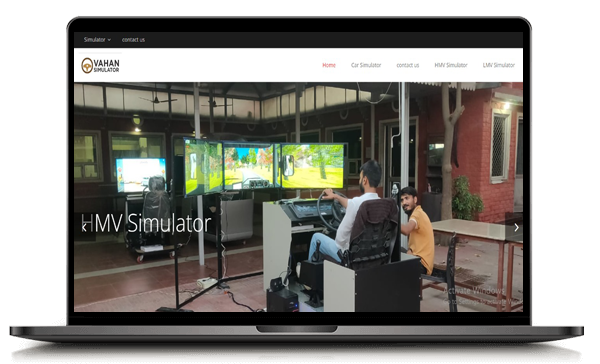 Simulator
contact us
VAHAN
SIMULATOR
Home
Car Simulator
contact us
HMV Simulator
LMV Simulator
HMV Simulator
Activate Windows